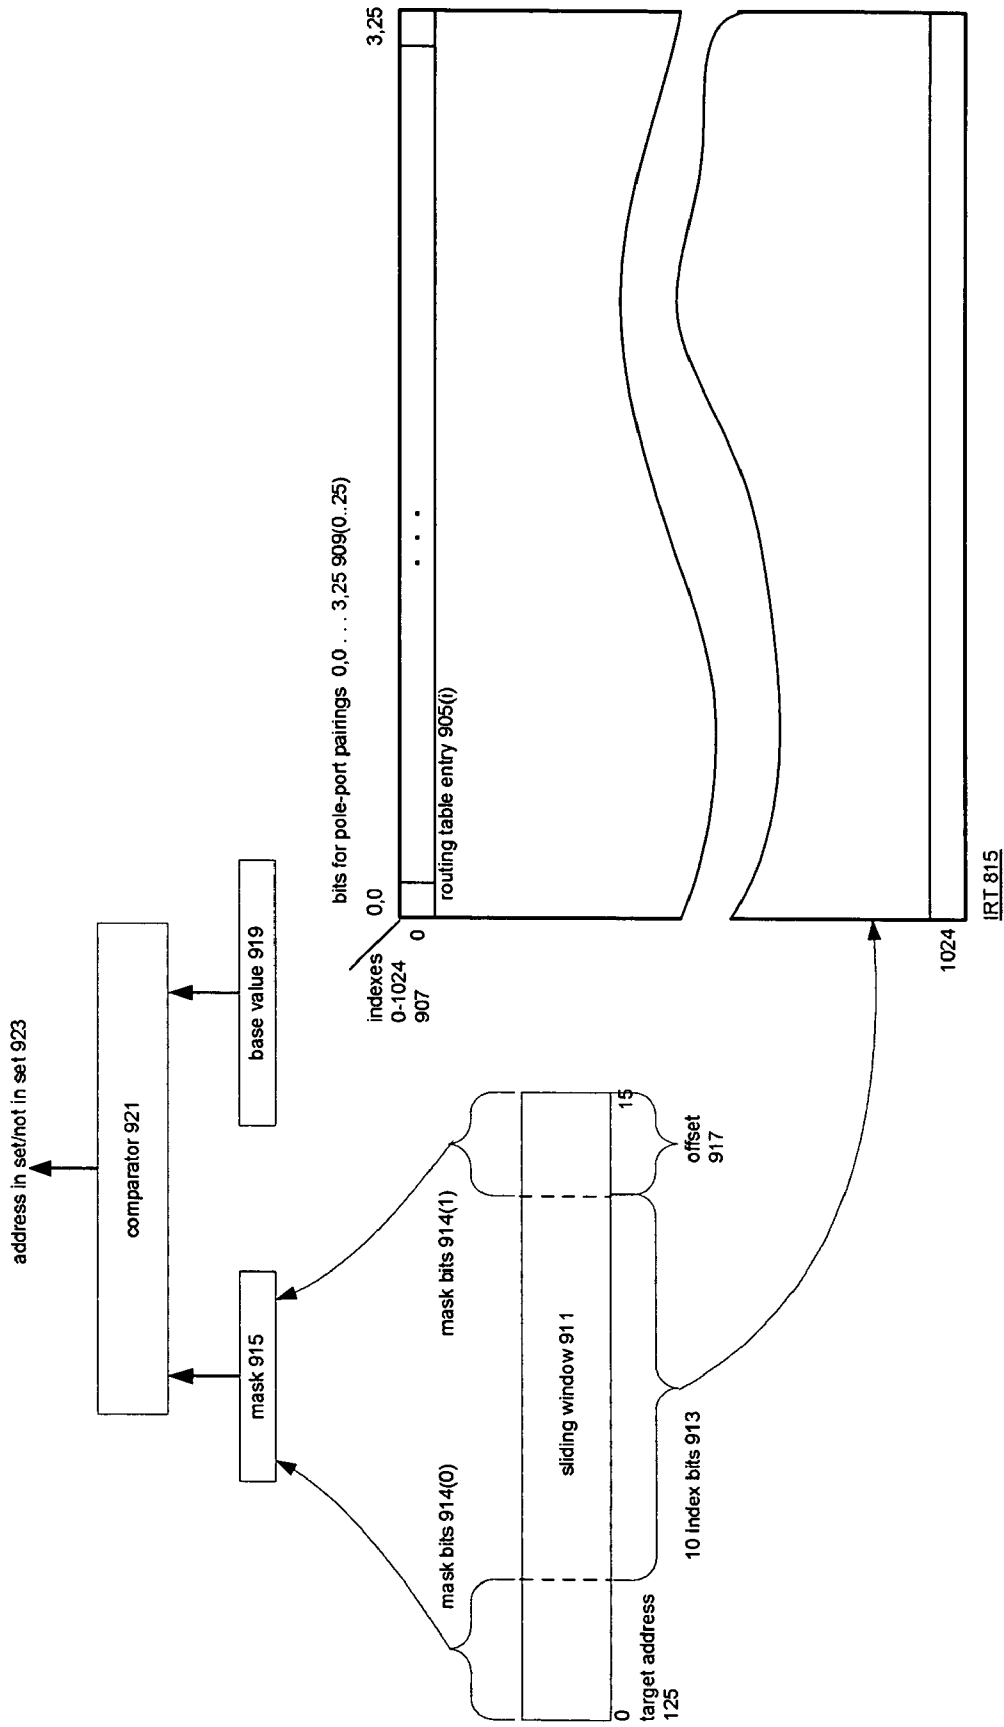 address in set/not in set 923
comparator 921
mask 915
base value 919
mask bits 914(0)
mask bits 914(1)
sliding window 911
0
15
target address
125
10 Index bits 913
offset
917
bits for pole-port pairings 0,0 . . . 3,25 909(0..25)
0,0
3,25
indexes
0-1024
907
0
. . .
routing table entry 905(i)
1024
IRT 815